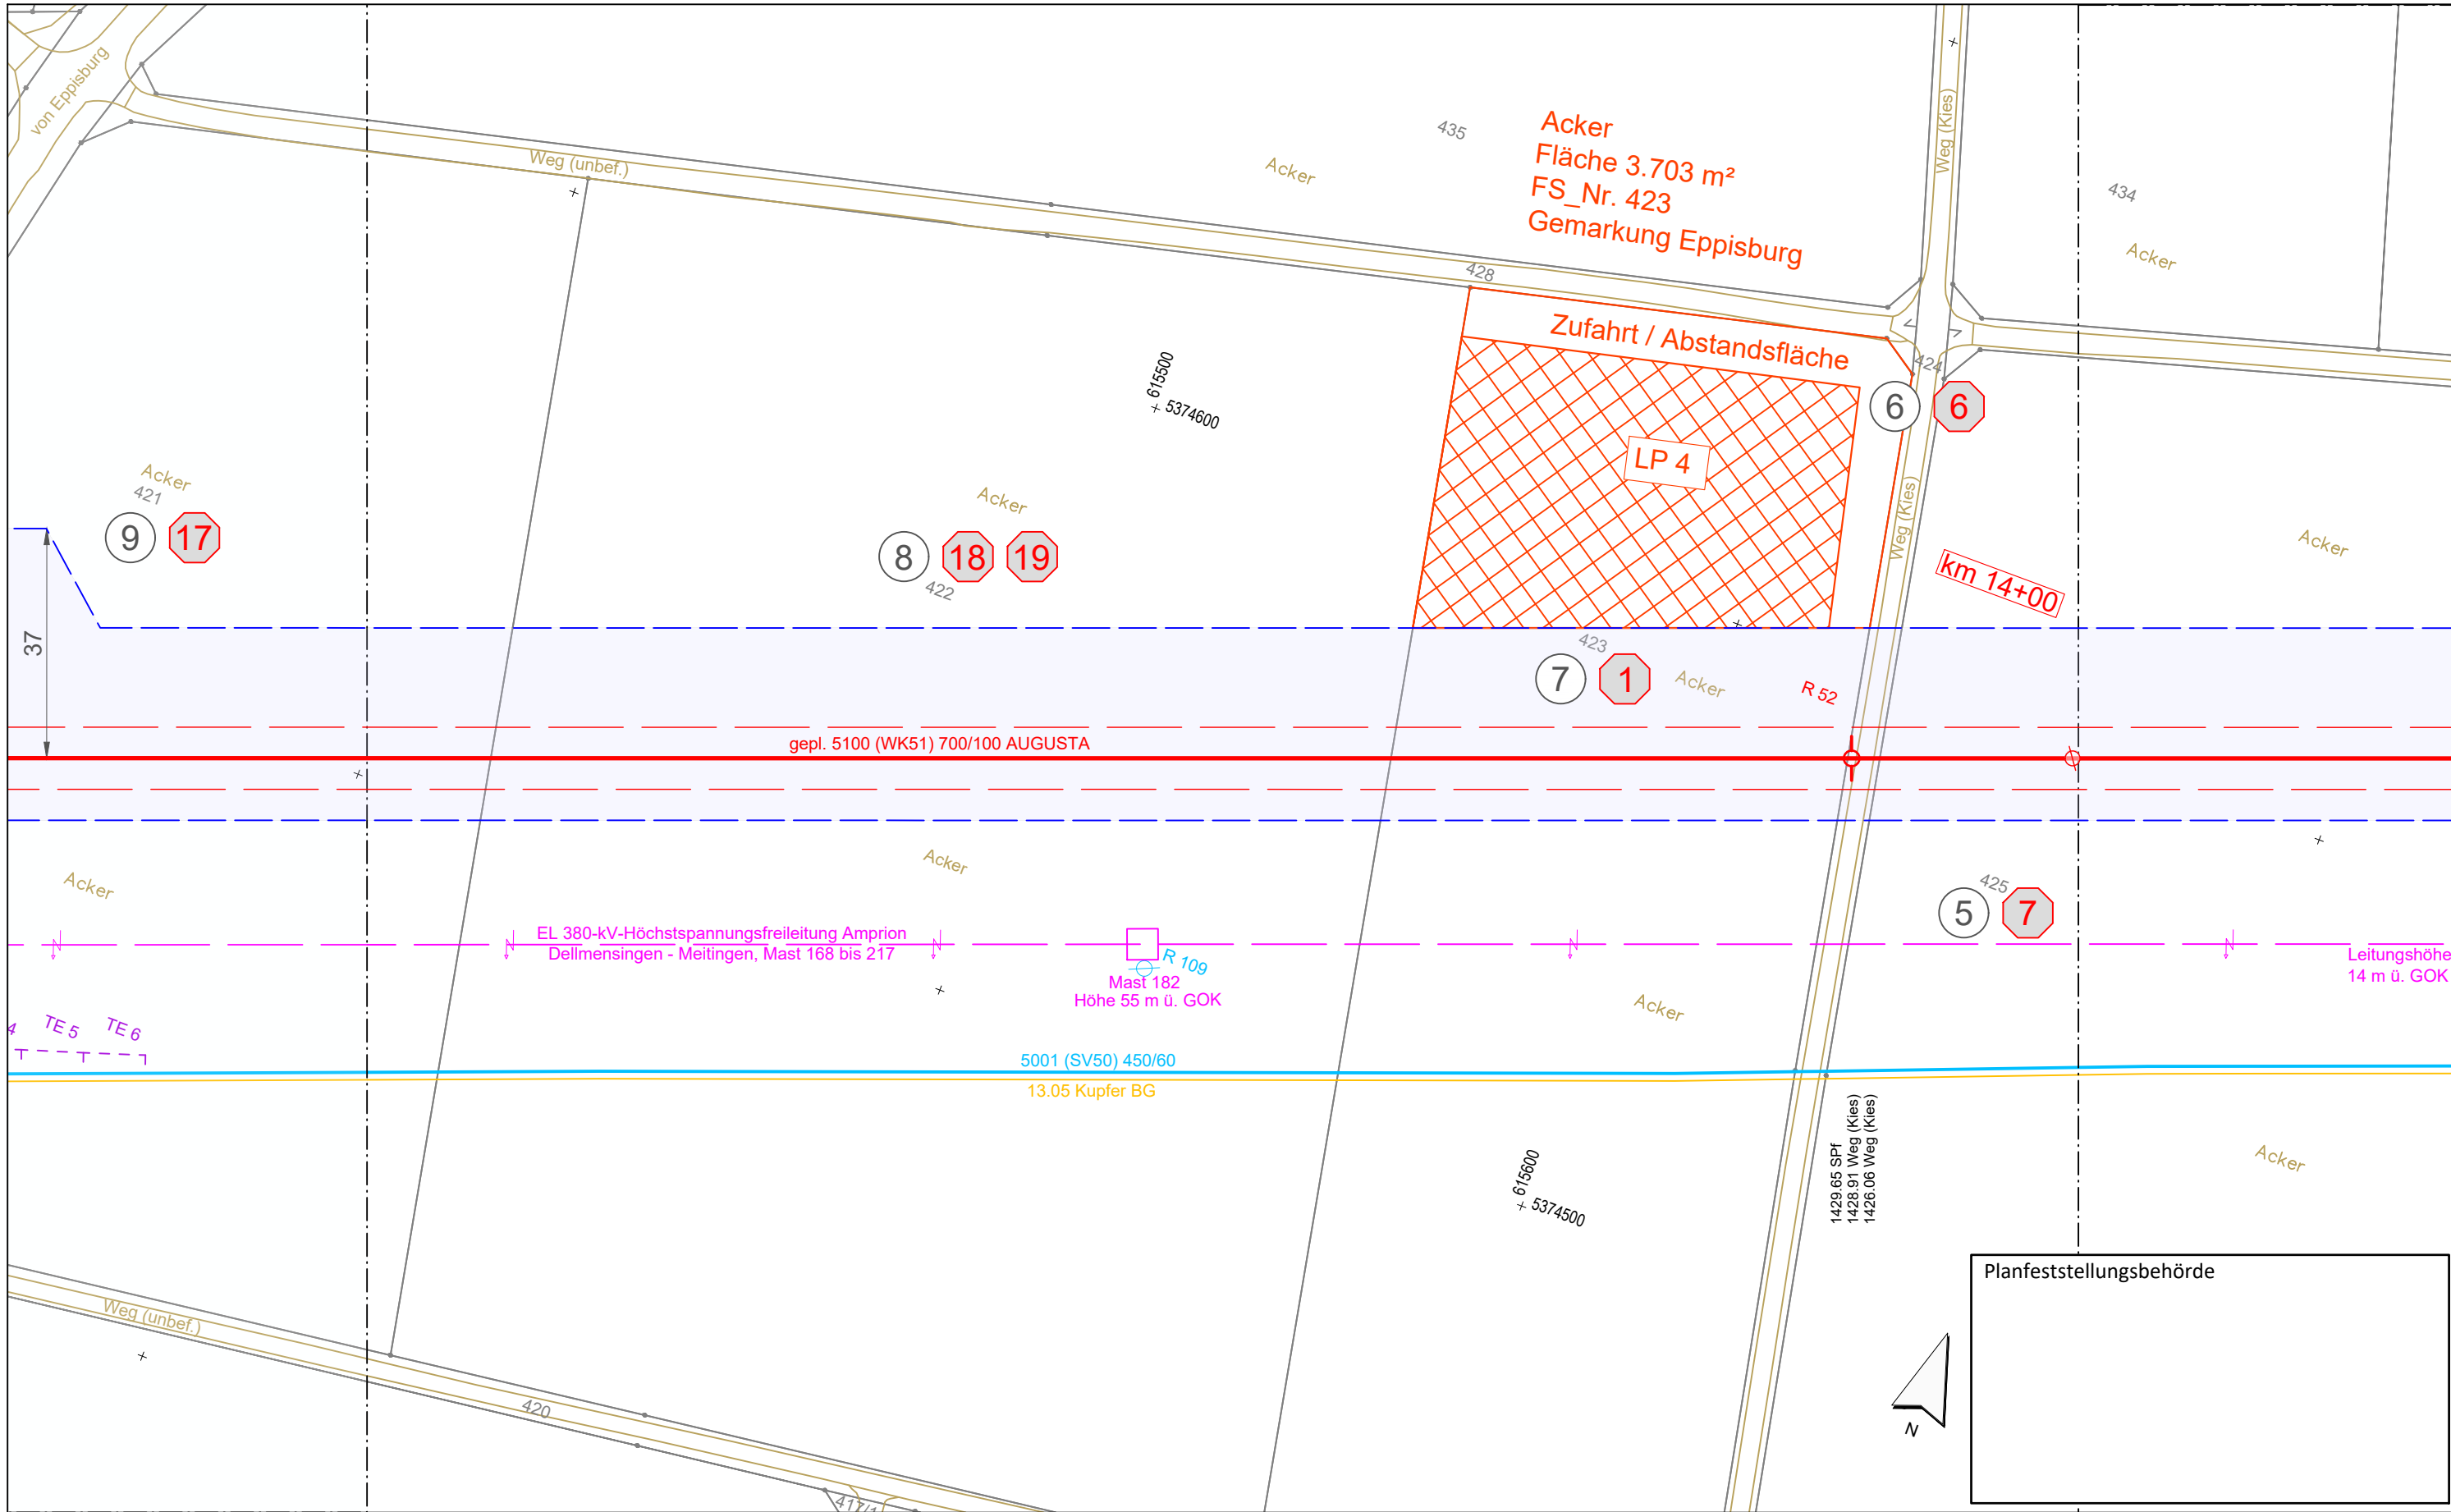 von Eppisburg
Weg (unbef.)
Acker
435
Acker
Fläche 3.703 m²
FS_Nr. 423
Gemarkung Eppisburg
Weg (Kies)
434
Acker
428
Zufahrt / Abstandsfläche
424
6
6
615500
5374600
LP 4
Acker
421
9
17
Acker
8
18
19
422
Weg (Kies)
km 14+00
Acker
37
423
7
1
Acker
R 52
gepl. 5100 (WK51) 700/100 AUGUSTA
Acker
Acker
425
5
7
EL 380-kV-Höchstspannungsfreileitung Amprion
Dellmensingen - Meitingen, Mast 168 bis 217
R 109
Mast 182
Höhe 55 m ü. GOK
Leitungshöhe
14 m ü. GOK
Acker
4
TE 5
TE 6
5001 (SV50) 450/60
13.05 Kupfer BG
1429.65 SPf
1428.91 Weg (Kies)
1426.06 Weg (Kies)
615600
5374500
Acker
Planfeststellungsbehörde
Weg (unbef.)
420
N